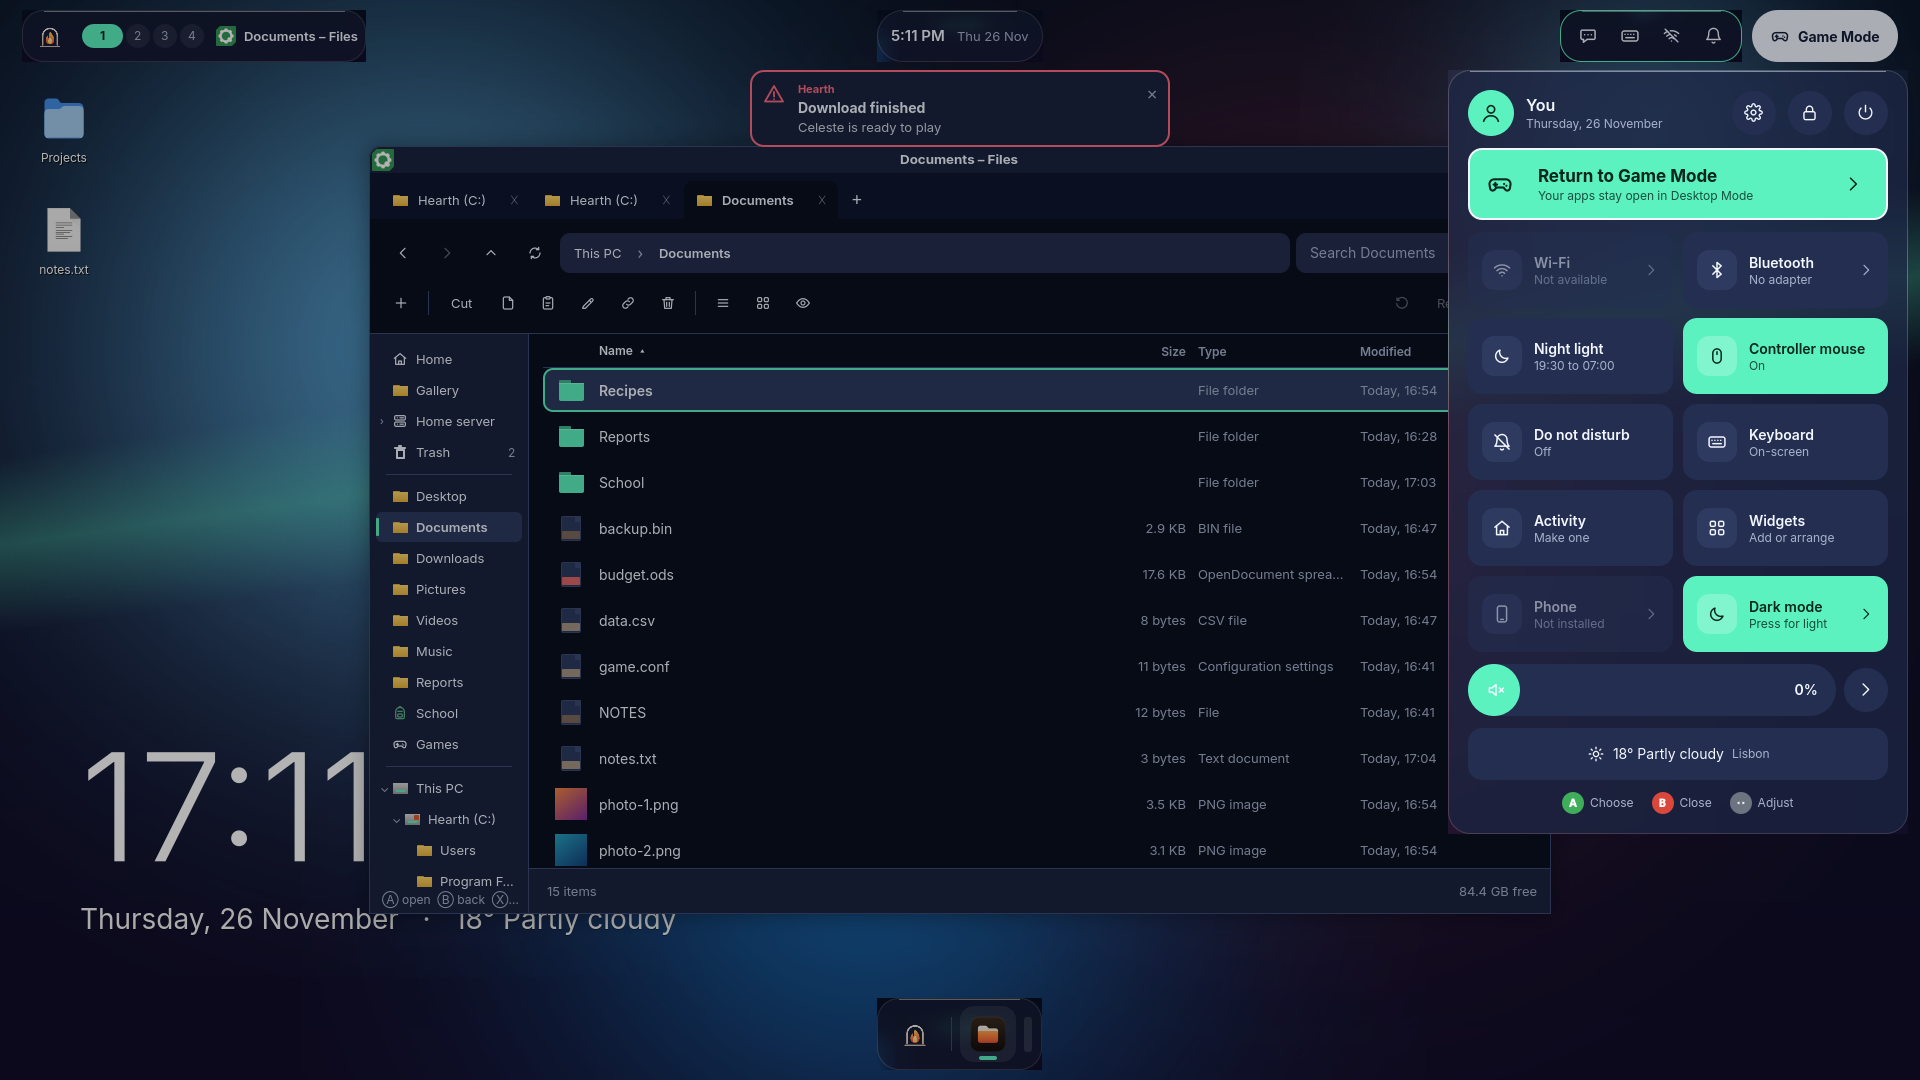 1 2 3 4 Documents – Files
5:11 PM Thu 26 Nov
Game Mode
Projects
notes.txt
17:11
Thursday, 26 November · 18° Partly cloudy
Hearth
Download finished
Celeste is ready to play
Documents – Files
Hearth (C:) X Hearth (C:) X Documents X +
This PC › Documents
Search Documents
Cut
Home
Gallery
Home server
Trash 2
Desktop
Documents
Downloads
Pictures
Videos
Music
Reports
School
Games
This PC
Hearth (C:)
Users
Program F...
A open B back X...
Name Size Type Modified
Recipes File folder Today, 16:54
Reports File folder Today, 16:28
School File folder Today, 17:03
backup.bin 2.9 KB BIN file Today, 16:47
budget.ods 17.6 KB OpenDocument sprea... Today, 16:54
data.csv 8 bytes CSV file Today, 16:47
game.conf 11 bytes Configuration settings Today, 16:41
NOTES 12 bytes File Today, 16:41
notes.txt 3 bytes Text document Today, 17:04
photo-1.png 3.5 KB PNG image Today, 16:54
photo-2.png 3.1 KB PNG image Today, 16:54
15 items 84.4 GB free
You
Thursday, 26 November
Return to Game Mode
Your apps stay open in Desktop Mode
Wi-Fi
Not available
Bluetooth
No adapter
Night light
19:30 to 07:00
Controller mouse
On
Do not disturb
Off
Keyboard
On-screen
Activity
Make one
Widgets
Add or arrange
Phone
Not installed
Dark mode
Press for light
0%
18° Partly cloudy Lisbon
A Choose B Close Adjust